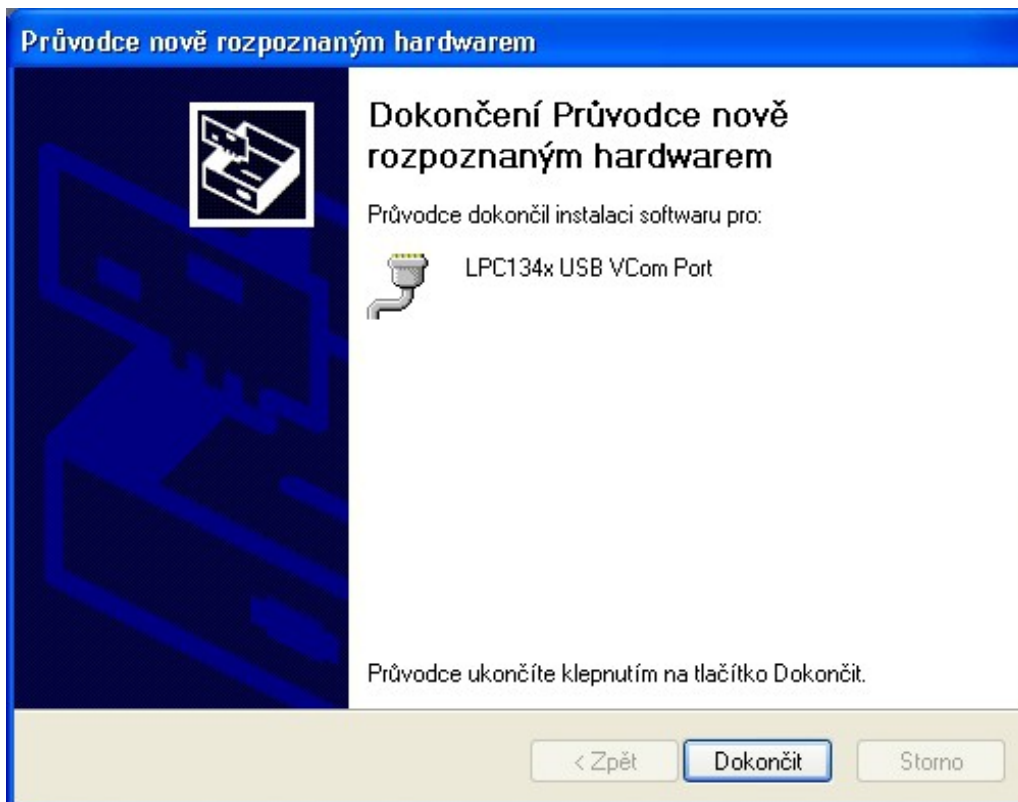 Průvodce nově rozpoznaným hardwarem
Dokončení Průvodce nově
rozpoznaným hardwarem
Průvodce dokončil instalaci softwaru pro:
LPC134x USB VCom Port
Průvodce ukončíte klepnutím na tlačítko Dokončit.
< Zpět
Dokončit
Storno